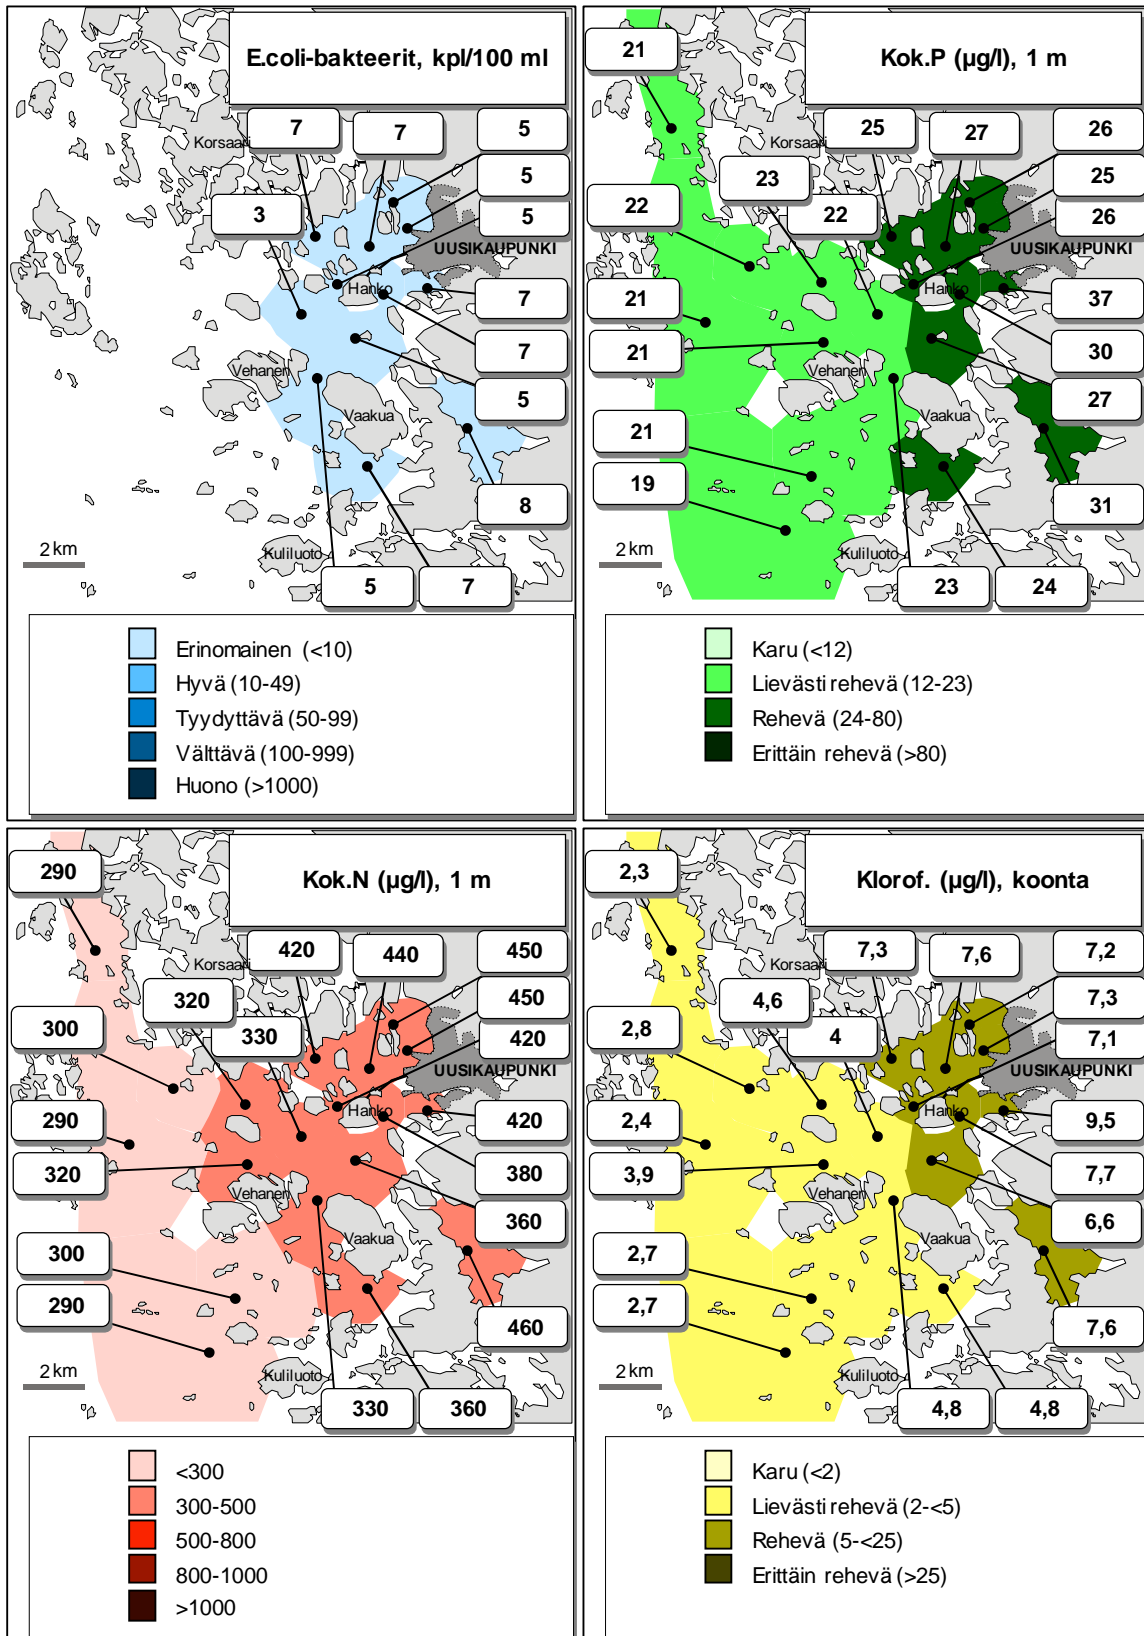 E.coli-bakteerit, kpl/100 ml
7
7
5
Korsaari
5
3
5
UUSIKAUPUNKI
Hanko
7
7
Vehanen
5
Vaakua
8
2 km
Kuliluoto
5
7
Erinomainen (<10)
Hyvä (10-49)
Tyydyttävä (50-99)
Välttävä (100-999)
Huono (>1000)
Kok.P (µg/l), 1 m
21
25
27
26
Korsaari
23
25
22
22
26
UUSIKAUPUNKI
Hanko
21
37
21
30
Vehanen
27
Vaakua
21
19
31
2 km
Kuliluoto
23
24
Lievästi rehevä (12-23)
Karu (<12)
Rehevä (24-80)
Erittäin rehevä (>80)
Kok.N (µg/l), 1 m
290
420
440
450
Korsaari
320
450
300
330
420
UUSIKAUPUNKI
Hanko
290
420
320
380
Vehanen
360
Vaakua
300
290
460
2 km
Kuliluoto
330
360
<300
300-500
500-800
800-1000
>1000
Klorof. (µg/l), koonta
2,3
7,3
7,6
7,2
Korsaari
4,6
7,3
2,8
4
7,1
UUSIKAUPUNKI
Hanko
2,4
9,5
3,9
7,7
Vehanen
6,6
Vaakua
2,7
2,7
7,6
2 km
Kuliluoto
4,8
4,8
Karu (<2)
Lievästi rehevä (2-<5)
Rehevä (5-<25)
Erittäin rehevä (>25)